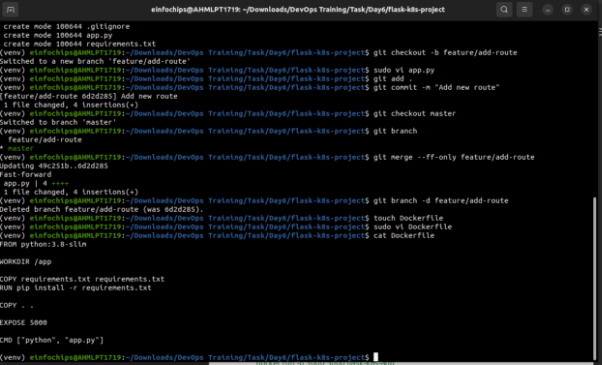 einfochips@AHMLPT1719: ~/Downloads/DevOps Training/Task/Day6/flask-k8s-project
create mode 100644 .gitignore
create mode 100644 app.py
create mode 100644 requirements.txt
(venv) einfochips@AHMLPT1719:~/Downloads/DevOps Training/Task/Day6/flask-k8s-project$ git checkout -b feature/add-route
Switched to a new branch 'feature/add-route'
(venv) einfochips@AHMLPT1719:~/Downloads/DevOps Training/Task/Day6/flask-k8s-project$ sudo vi app.py
(venv) einfochips@AHMLPT1719:~/Downloads/DevOps Training/Task/Day6/flask-k8s-project$ git add .
(venv) einfochips@AHMLPT1719:~/Downloads/DevOps Training/Task/Day6/flask-k8s-project$ git commit -m "Add new route"
[feature/add-route 6d2d285] Add new route
1 file changed, 4 insertions(+)
(venv) einfochips@AHMLPT1719:~/Downloads/DevOps Training/Task/Day6/flask-k8s-project$ git checkout master
Switched to branch 'master'
(venv) einfochips@AHMLPT1719:~/Downloads/DevOps Training/Task/Day6/flask-k8s-project$ git branch
feature/add-route
* master
(venv) einfochips@AHMLPT1719:~/Downloads/DevOps Training/Task/Day6/flask-k8s-project$ git merge --ff-only feature/add-route
Updating 49c251b..6d2d285
Fast-forward
app.py | 4 ++++
1 file changed, 4 insertions(+)
(venv) einfochips@AHMLPT1719:~/Downloads/DevOps Training/Task/Day6/flask-k8s-project$ git branch -d feature/add-route
Deleted branch feature/add-route (was 6d2d285).
(venv) einfochips@AHMLPT1719:~/Downloads/DevOps Training/Task/Day6/flask-k8s-project$ touch Dockerfile
(venv) einfochips@AHMLPT1719:~/Downloads/DevOps Training/Task/Day6/flask-k8s-project$ sudo vi Dockerfile
(venv) einfochips@AHMLPT1719:~/Downloads/DevOps Training/Task/Day6/flask-k8s-project$ cat Dockerfile
FROM python:3.8-slim
WORKDIR /app
COPY requirements.txt requirements.txt
RUN pip install -r requirements.txt
COPY . .
EXPOSE 5000
CMD ["python", "app.py"]
(venv) einfochips@AHMLPT1719:~/Downloads/DevOps Training/Task/Day6/flask-k8s-project$